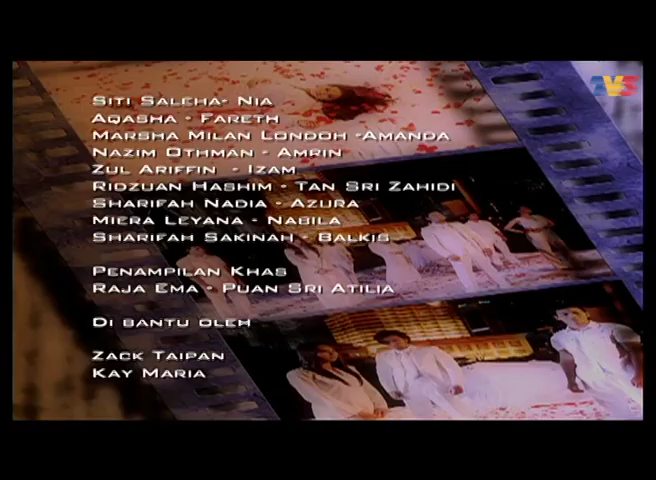 TV3
Siti Saleha- Nia
Aqasha - Fareth
Marsha Milan Londoh -Amanda
Nazim Othman - Amrin
Zul Ariffin - Izam
Ridzuan Hashim - Tan Sri Zahidi
Sharifah Nadia - Azura
Miera Leyana - Nabila
Sharifah Sakinah - Balkis
Penampilan Khas
Raja Ema - Puan Sri Atilia
Di bantu oleh
Zack Taipan
Kay Maria